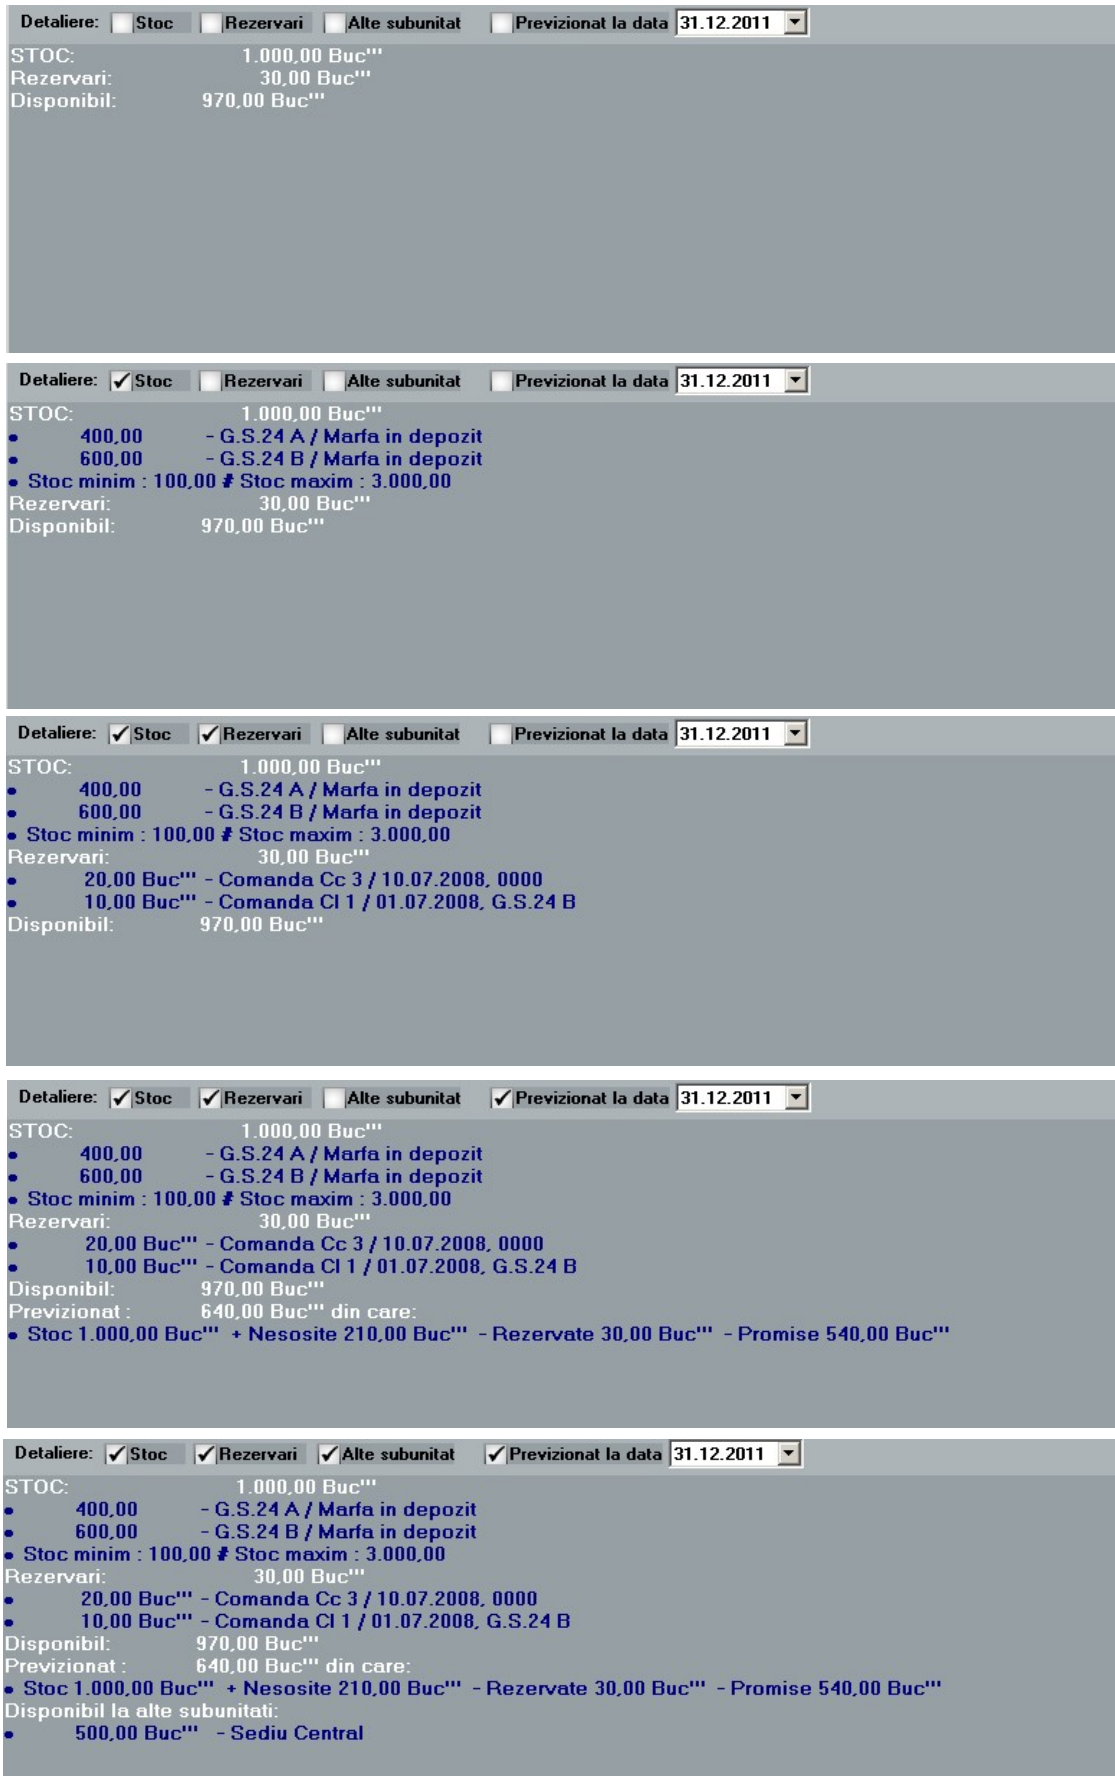 Detaliere: Stoc Rezervari Alte subunitat Previzionat la data 31.12.2011
STOC: 1.000,00 Buc'''
Rezervari: 30,00 Buc'''
Disponibil: 970,00 Buc'''
Detaliere: Stoc Rezervari Alte subunitat Previzionat la data 31.12.2011
STOC: 1.000,00 Buc'''
• 400,00 - G.S.24 A / Marfa in depozit
• 600,00 - G.S.24 B / Marfa in depozit
• Stoc minim : 100,00 # Stoc maxim : 3.000,00
Rezervari: 30,00 Buc'''
Disponibil: 970,00 Buc'''
Detaliere: Stoc Rezervari Alte subunitat Previzionat la data 31.12.2011
STOC: 1.000,00 Buc'''
• 400,00 - G.S.24 A / Marfa in depozit
• 600,00 - G.S.24 B / Marfa in depozit
• Stoc minim : 100,00 # Stoc maxim : 3.000,00
Rezervari: 30,00 Buc'''
• 20,00 Buc''' - Comanda Cc 3 / 10.07.2008, 0000
• 10,00 Buc''' - Comanda Cl 1 / 01.07.2008, G.S.24 B
Disponibil: 970,00 Buc'''
Detaliere: Stoc Rezervari Alte subunitat Previzionat la data 31.12.2011
STOC: 1.000,00 Buc'''
• 400,00 - G.S.24 A / Marfa in depozit
• 600,00 - G.S.24 B / Marfa in depozit
• Stoc minim : 100,00 # Stoc maxim : 3.000,00
Rezervari: 30,00 Buc'''
• 20,00 Buc''' - Comanda Cc 3 / 10.07.2008, 0000
• 10,00 Buc''' - Comanda Cl 1 / 01.07.2008, G.S.24 B
Disponibil: 970,00 Buc'''
Previzionat : 640,00 Buc''' din care:
• Stoc 1.000,00 Buc''' + Nesosite 210,00 Buc''' - Rezervate 30,00 Buc''' - Promise 540,00 Buc'''
Detaliere: Stoc Rezervari Alte subunitat Previzionat la data 31.12.2011
STOC: 1.000,00 Buc'''
• 400,00 - G.S.24 A / Marfa in depozit
• 600,00 - G.S.24 B / Marfa in depozit
• Stoc minim : 100,00 # Stoc maxim : 3.000,00
Rezervari: 30,00 Buc'''
• 20,00 Buc''' - Comanda Cc 3 / 10.07.2008, 0000
• 10,00 Buc''' - Comanda Cl 1 / 01.07.2008, G.S.24 B
Disponibil: 970,00 Buc'''
Previzionat : 640,00 Buc''' din care:
• Stoc 1.000,00 Buc''' + Nesosite 210,00 Buc''' - Rezervate 30,00 Buc''' - Promise 540,00 Buc'''
Disponibil la alte subunitati:
• 500,00 Buc''' - Sediu Central